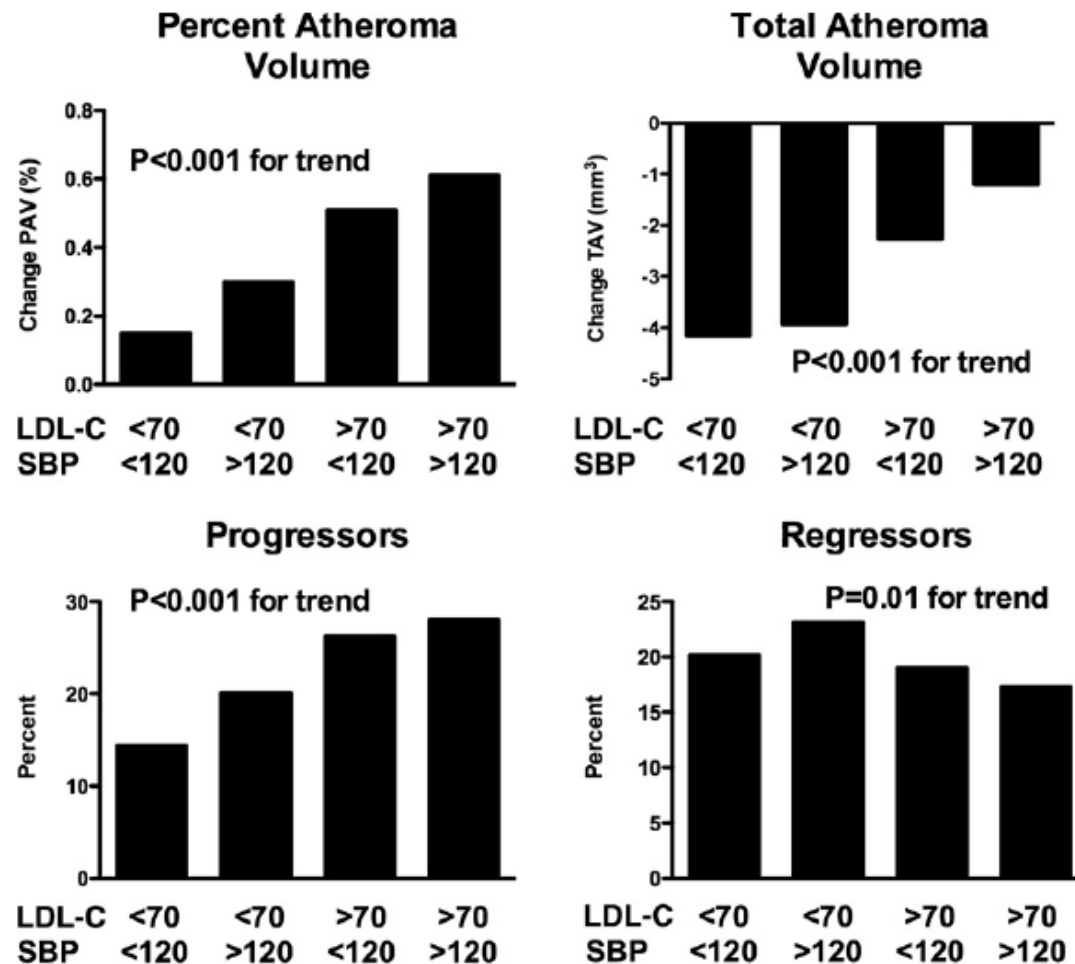 Percent Atheroma
Volume
Change PAV (%)
0.8
0.6
0.4
0.2
0.0
P<0.001 for trend
LDL-C <70 <70 >70 >70
SBP <120 >120 <120 >120
Total Atheroma
Volume
Change TAV (mm³)
0
-1
-2
-3
-4
-5
P<0.001 for trend
LDL-C <70 <70 >70 >70
SBP <120 >120 <120 >120
Progressors
Percent
30
20
10
0
P<0.001 for trend
LDL-C <70 <70 >70 >70
SBP <120 >120 <120 >120
Regressors
Percent
25
20
15
10
5
0
P=0.01 for trend
LDL-C <70 <70 >70 >70
SBP <120 >120 <120 >120